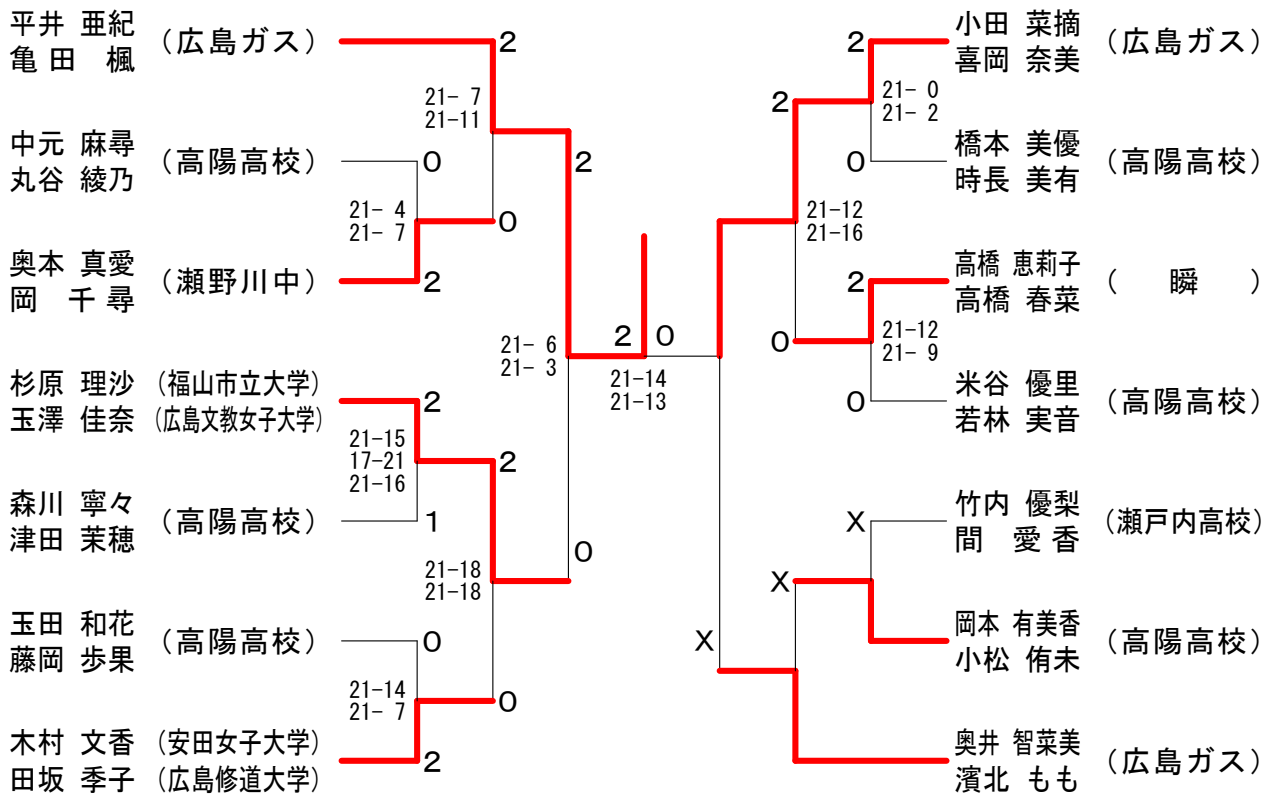 平井 亜紀
亀田 楓
(広島ガス)
2
21- 7
21-11
中元 麻尋
丸谷 綾乃
(高陽高校)
0
21- 4
21- 7
0
奥本 真愛
岡 千尋
(瀬野川中)
2
2
21- 6
21- 3
杉原 理沙 (福山市立大学)
玉澤 佳奈 (広島文教女子大学)
2
21-15
17-21
21-16
2
森川 寧々
津田 茉穂
(高陽高校)
1
21-18
21-18
0
玉田 和花
藤岡 歩果
(高陽高校)
0
21-14
21- 7
0
木村 文香 (安田女子大学)
田坂 季子 (広島修道大学)
2
2 0
21-14
21-13
小田 菜摘
喜岡 奈美
(広島ガス)
2
21- 0
21- 2
2
橋本 美優
時長 美有
(高陽高校)
0
21-12
21-16
高橋 恵莉子
高橋 春菜
( 瞬 )
2
21-12
21- 9
0
米谷 優里
若林 実音
(高陽高校)
0
竹内 優梨
間 愛香
(瀬戸内高校)
X
X
岡本 有美香
小松 侑未
(高陽高校)
X
奥井 智菜美
濱北 もも
(広島ガス)